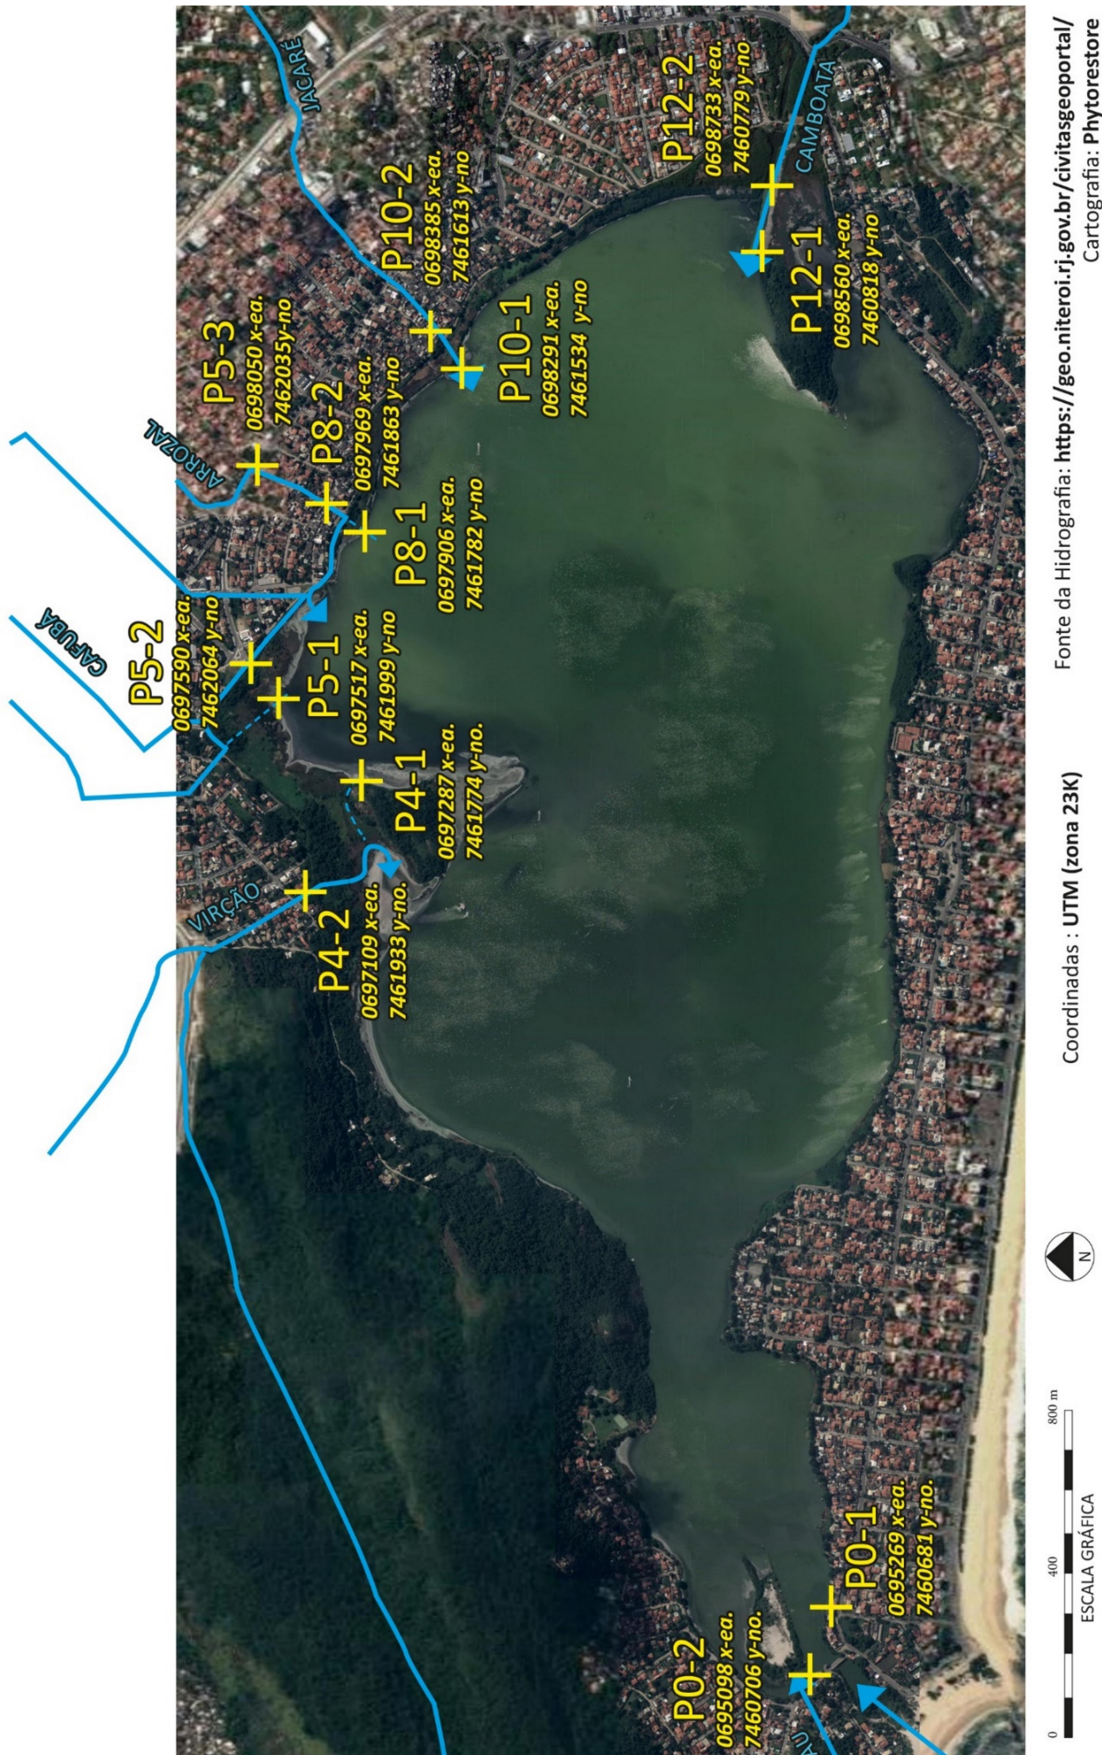 JACARÉ
ARROZAL
CAFUBÁ
VIRÇÃO
CAMBOATA
P5-3
0698050 x-ea.
7462035y-no
P10-2
0698385 x-ea.
7461613 y-no
P12-2
0698733 x-ea.
7460779 y-no
P8-2
0697969 x-ea.
7461863 y-no
P10-1
0698291 x-ea.
7461534 y-no
P12-1
0698560 x-ea.
7460818 y-no
P5-2
0697590 x-ea.
7462064 y-no
P5-1
0697517 x-ea.
7461999 y-no
P8-1
0697906 x-ea.
7461782 y-no
P4-1
0697287 x-ea.
7461774 y-no.
P4-2
0697109 x-ea.
7461933 y-no.
P0-2
0695098 x-ea.
7460706 y-no.
P0-1
0695269 x-ea.
7460681 y-no.
AU
0
400
800 m
ESCALA GRÁFICA
N
Coordinadas : UTM (zona 23K)
Fonte da Hidrografia: https://geo.niteroi.rj.gov.br/civitasgeoportal/
Cartografia: Phytorestore